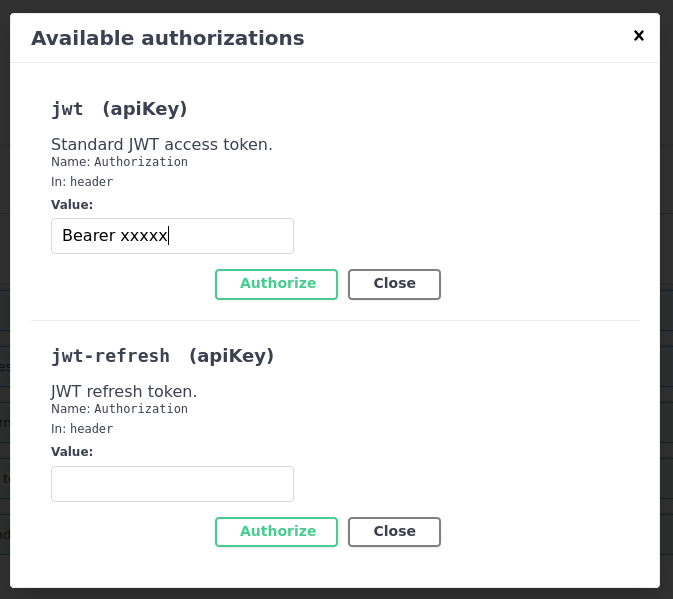 Available authorizations
jwt (apiKey)
Standard JWT access token.
Name: Authorization
In: header
Value:
Bearer xxxxx
Authorize Close
jwt-refresh (apiKey)
JWT refresh token.
Name: Authorization
In: header
Value:
Authorize Close